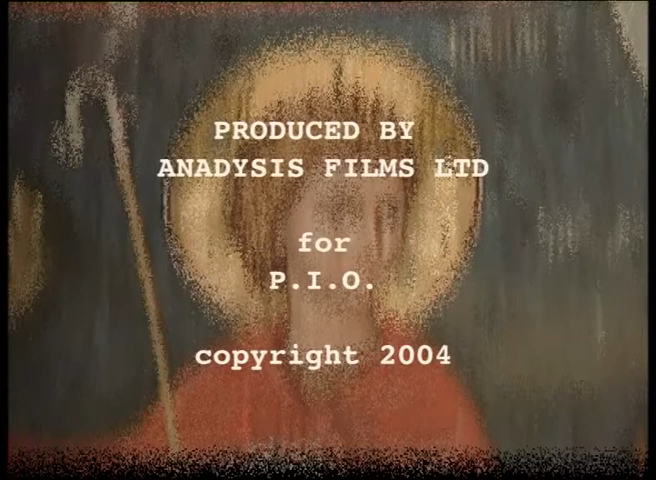 PRODUCED BY
ANADYSIS FILMS LTD
for
P.I.O.
copyright 2004